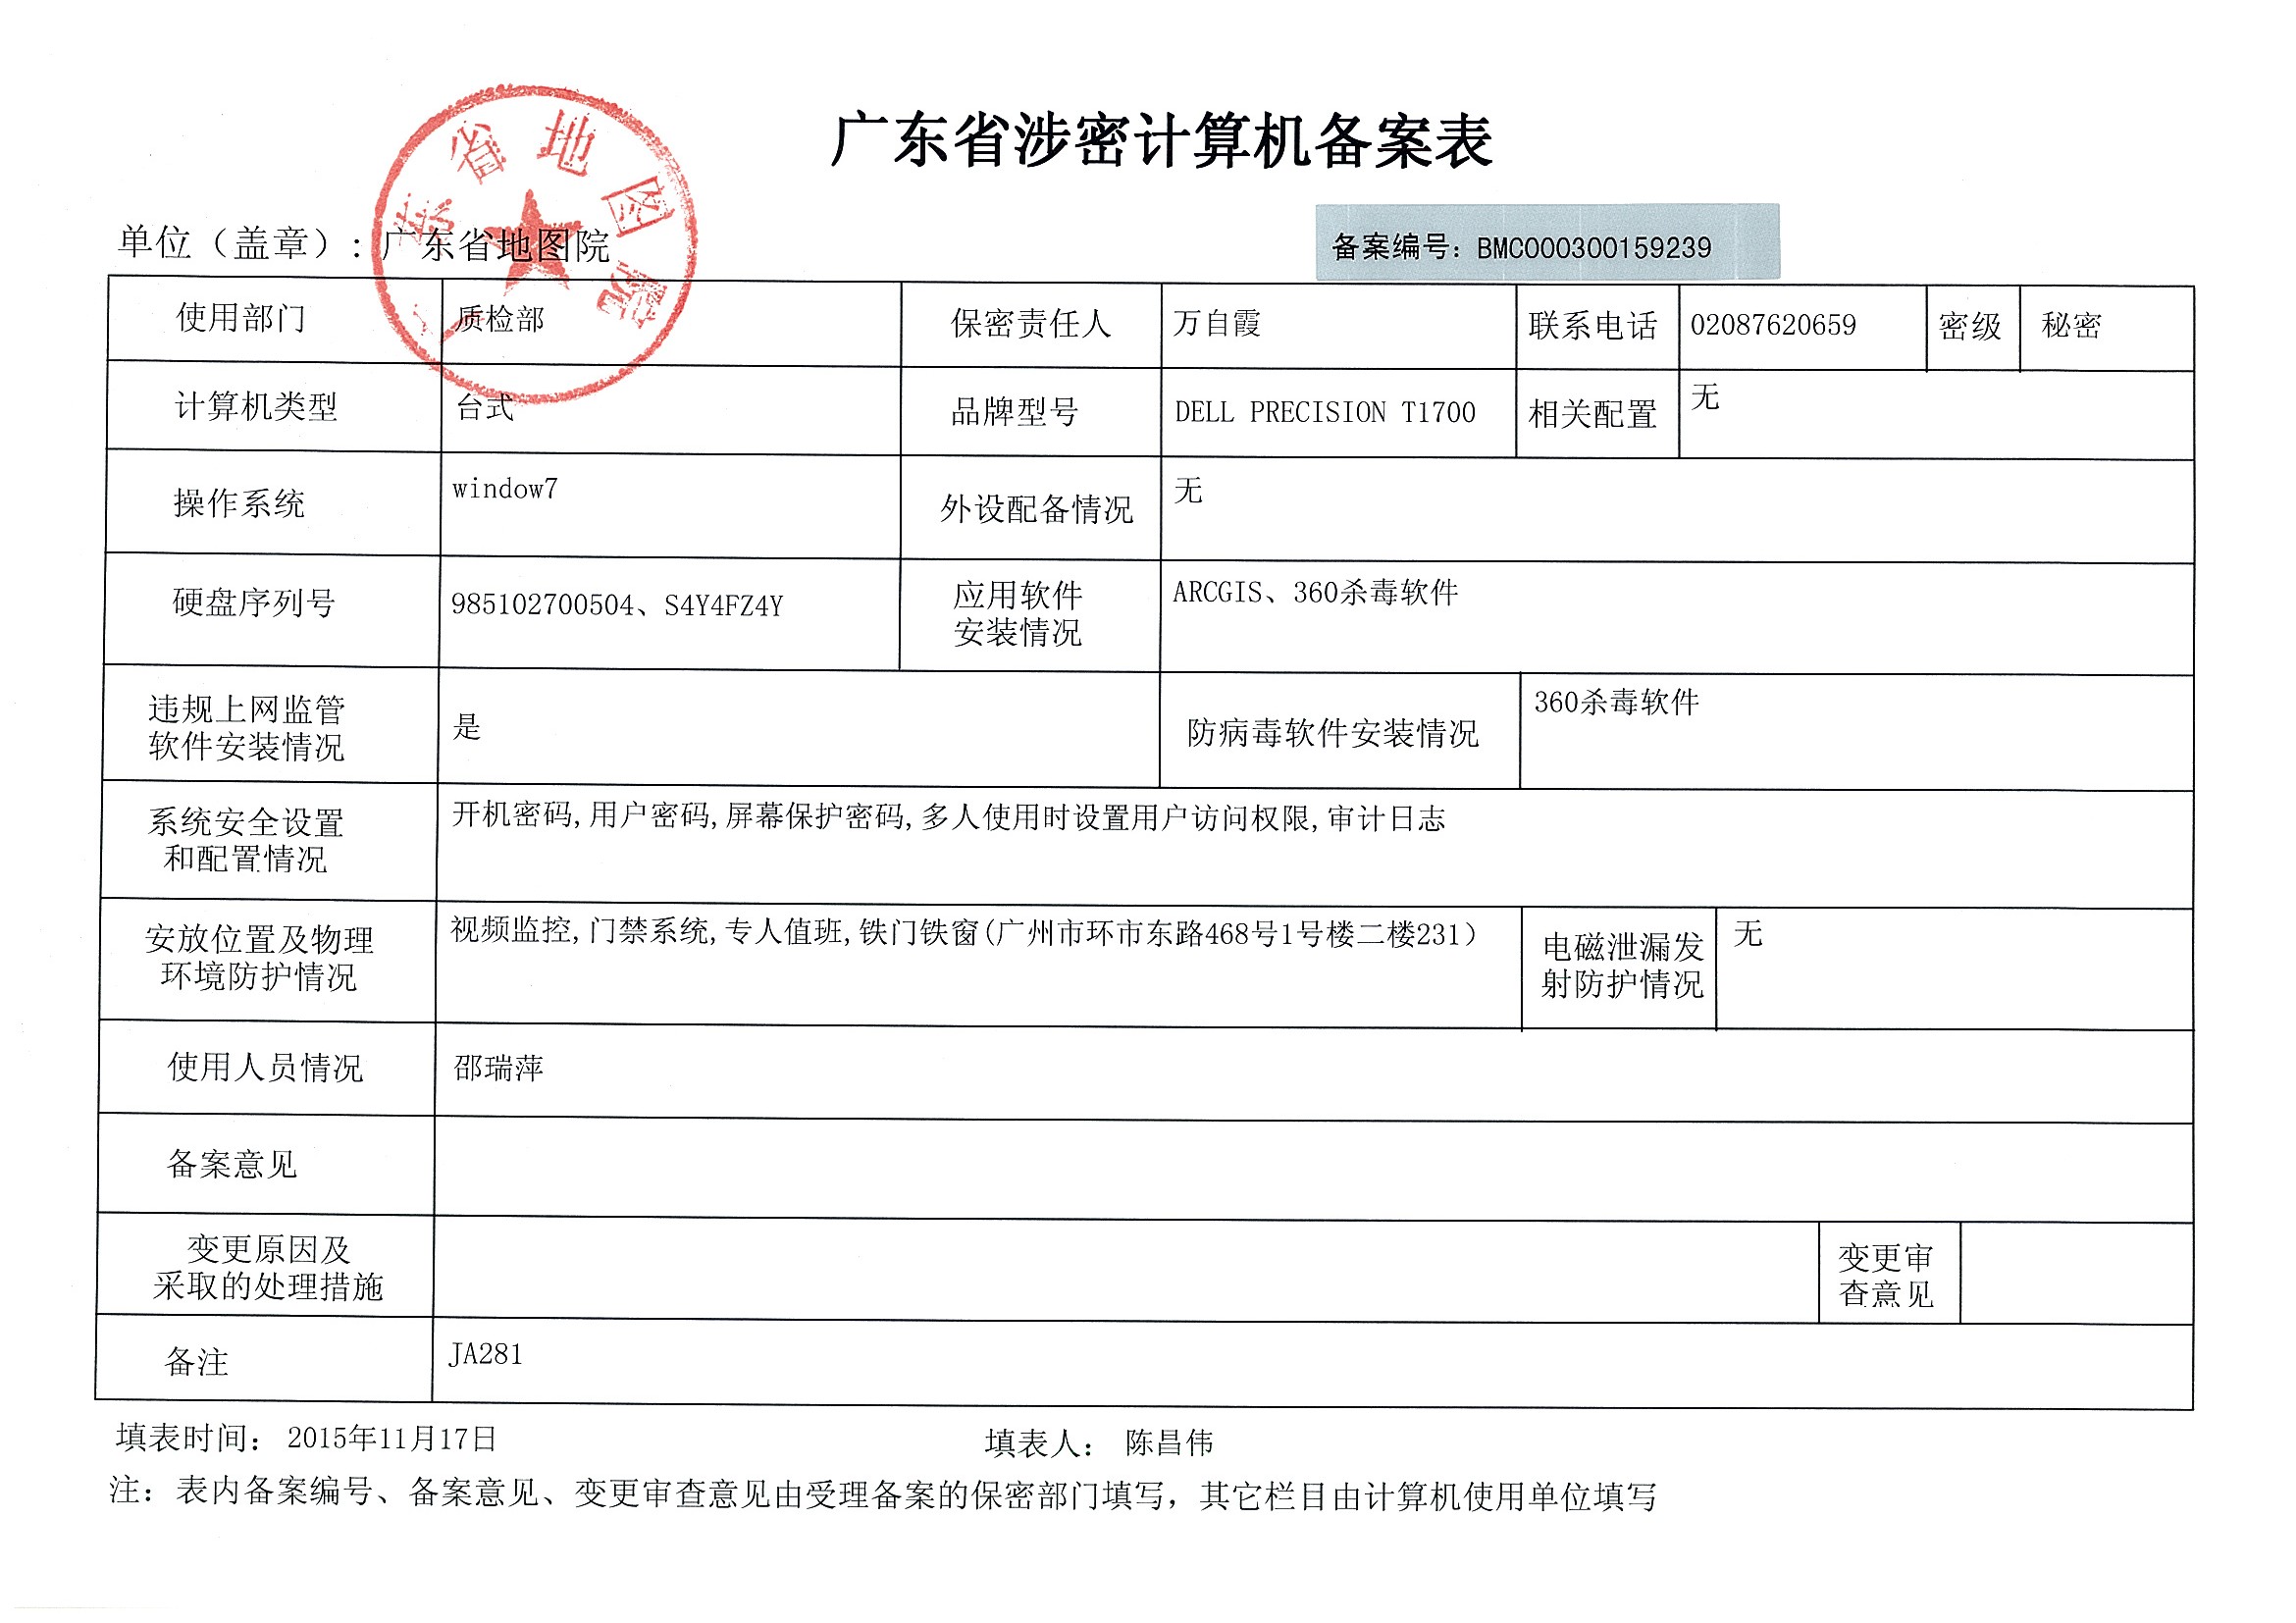 广东省涉密计算机备案表
广东省地图院
单位（盖章）：广东省地图院
备案编号：BMC000300159239
使用部门 质检部 保密责任人 万自霞 联系电话 02087620659 密级 秘密
计算机类型 台式 品牌型号 DELL PRECISION T1700 相关配置 无
操作系统 window7 外设配备情况 无
硬盘序列号 985102700504、S4Y4FZ4Y 应用软件
安装情况 ARCGIS、360杀毒软件
违规上网监管
软件安装情况 是 防病毒软件安装情况 360杀毒软件
系统安全设置
和配置情况 开机密码,用户密码,屏幕保护密码,多人使用时设置用户访问权限,审计日志
安放位置及物理
环境防护情况 视频监控,门禁系统,专人值班,铁门铁窗(广州市环市东路468号1号楼二楼231） 电磁泄漏发
射防护情况 无
使用人员情况 邵瑞萍
备案意见
变更原因及
采取的处理措施 变更审
查意见
备注 JA281
填表时间： 2015年11月17日 填表人： 陈昌伟
注：表内备案编号、备案意见、变更审查意见由受理备案的保密部门填写，其它栏目由计算机使用单位填写